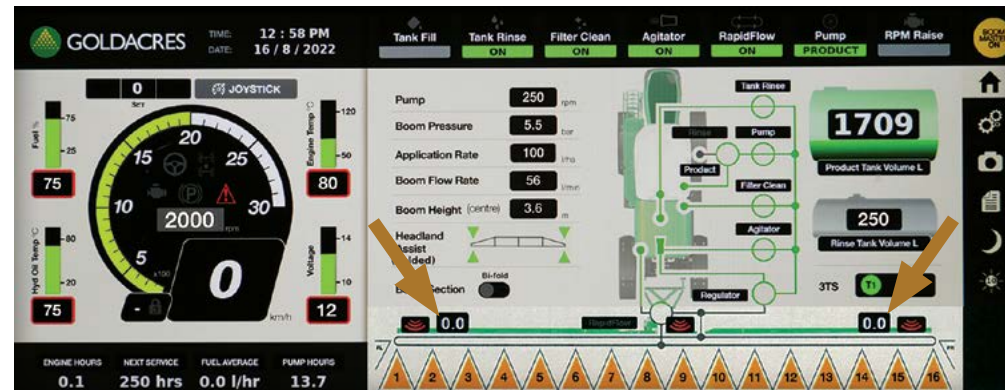 GOLDACRES
TIME: 12 : 58 PM
DATE: 16 / 8 / 2022
Tank Fill
Tank Rinse
ON
Filter Clean
ON
Agitator
ON
RapidFlow
ON
Pump
PRODUCT
RPM Raise
BOOM
MASTER
ON
0
SET
JOYSTICK
Fuel %
75
25
75
Engine Temp °C
120
50
80
Hyd Oil Temp °C
80
20
75
Voltage
14
10
12
5
10
15
20
25
30
x100
2000 rpm
0
km/h
-
ENGINE HOURS
0.1
NEXT SERVICE
250 hrs
FUEL AVERAGE
0.0 l/hr
PUMP HOURS
13.7
Pump 250 rpm
Boom Pressure 5.5 bar
Application Rate 100 l/ha
Boom Flow Rate 56 l/min
Boom Height (centre) 3.6 m
Headland
Assist
Bi-fold
Tank Rinse
Rinse
Pump
Product
Filter Clean
Agitator
Regulator
RapidFlow
1709
Product Tank Volume L
250
Rinse Tank Volume L
3TS T1
0.0
0.0
1 2 3 4 5 6 7 8 9 10 11 12 13 14 15 16